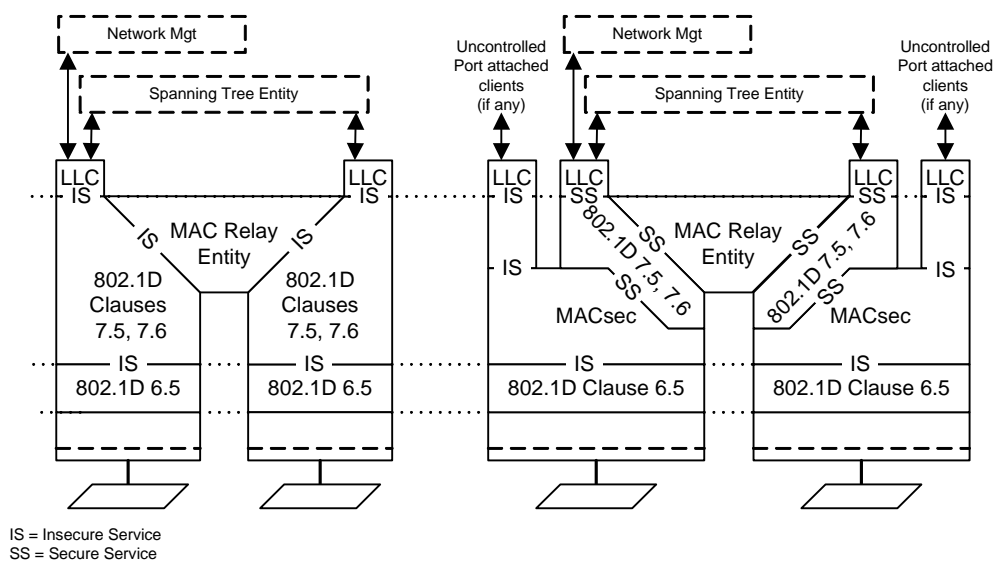 Network Mgt
Spanning Tree Entity
LLC
IS
LLC
IS
IS
IS
MAC Relay
Entity
802.1D
Clauses
7.5, 7.6
802.1D
Clauses
7.5, 7.6
IS
802.1D 6.5
802.1D 6.5
Uncontrolled
Port attached
clients
(if any)
Network Mgt
Spanning Tree Entity
Uncontrolled
Port attached
clients
(if any)
LLC
IS
LLC
SS
LLC
SS
LLC
IS
802.1D 7.5, 7.6
SS
MAC Relay
Entity
SS
802.1D 7.5, 7.6
IS
SS
SS
IS
MACsec
MACsec
IS
IS
802.1D Clause 6.5
802.1D Clause 6.5
IS = Insecure Service
SS = Secure Service